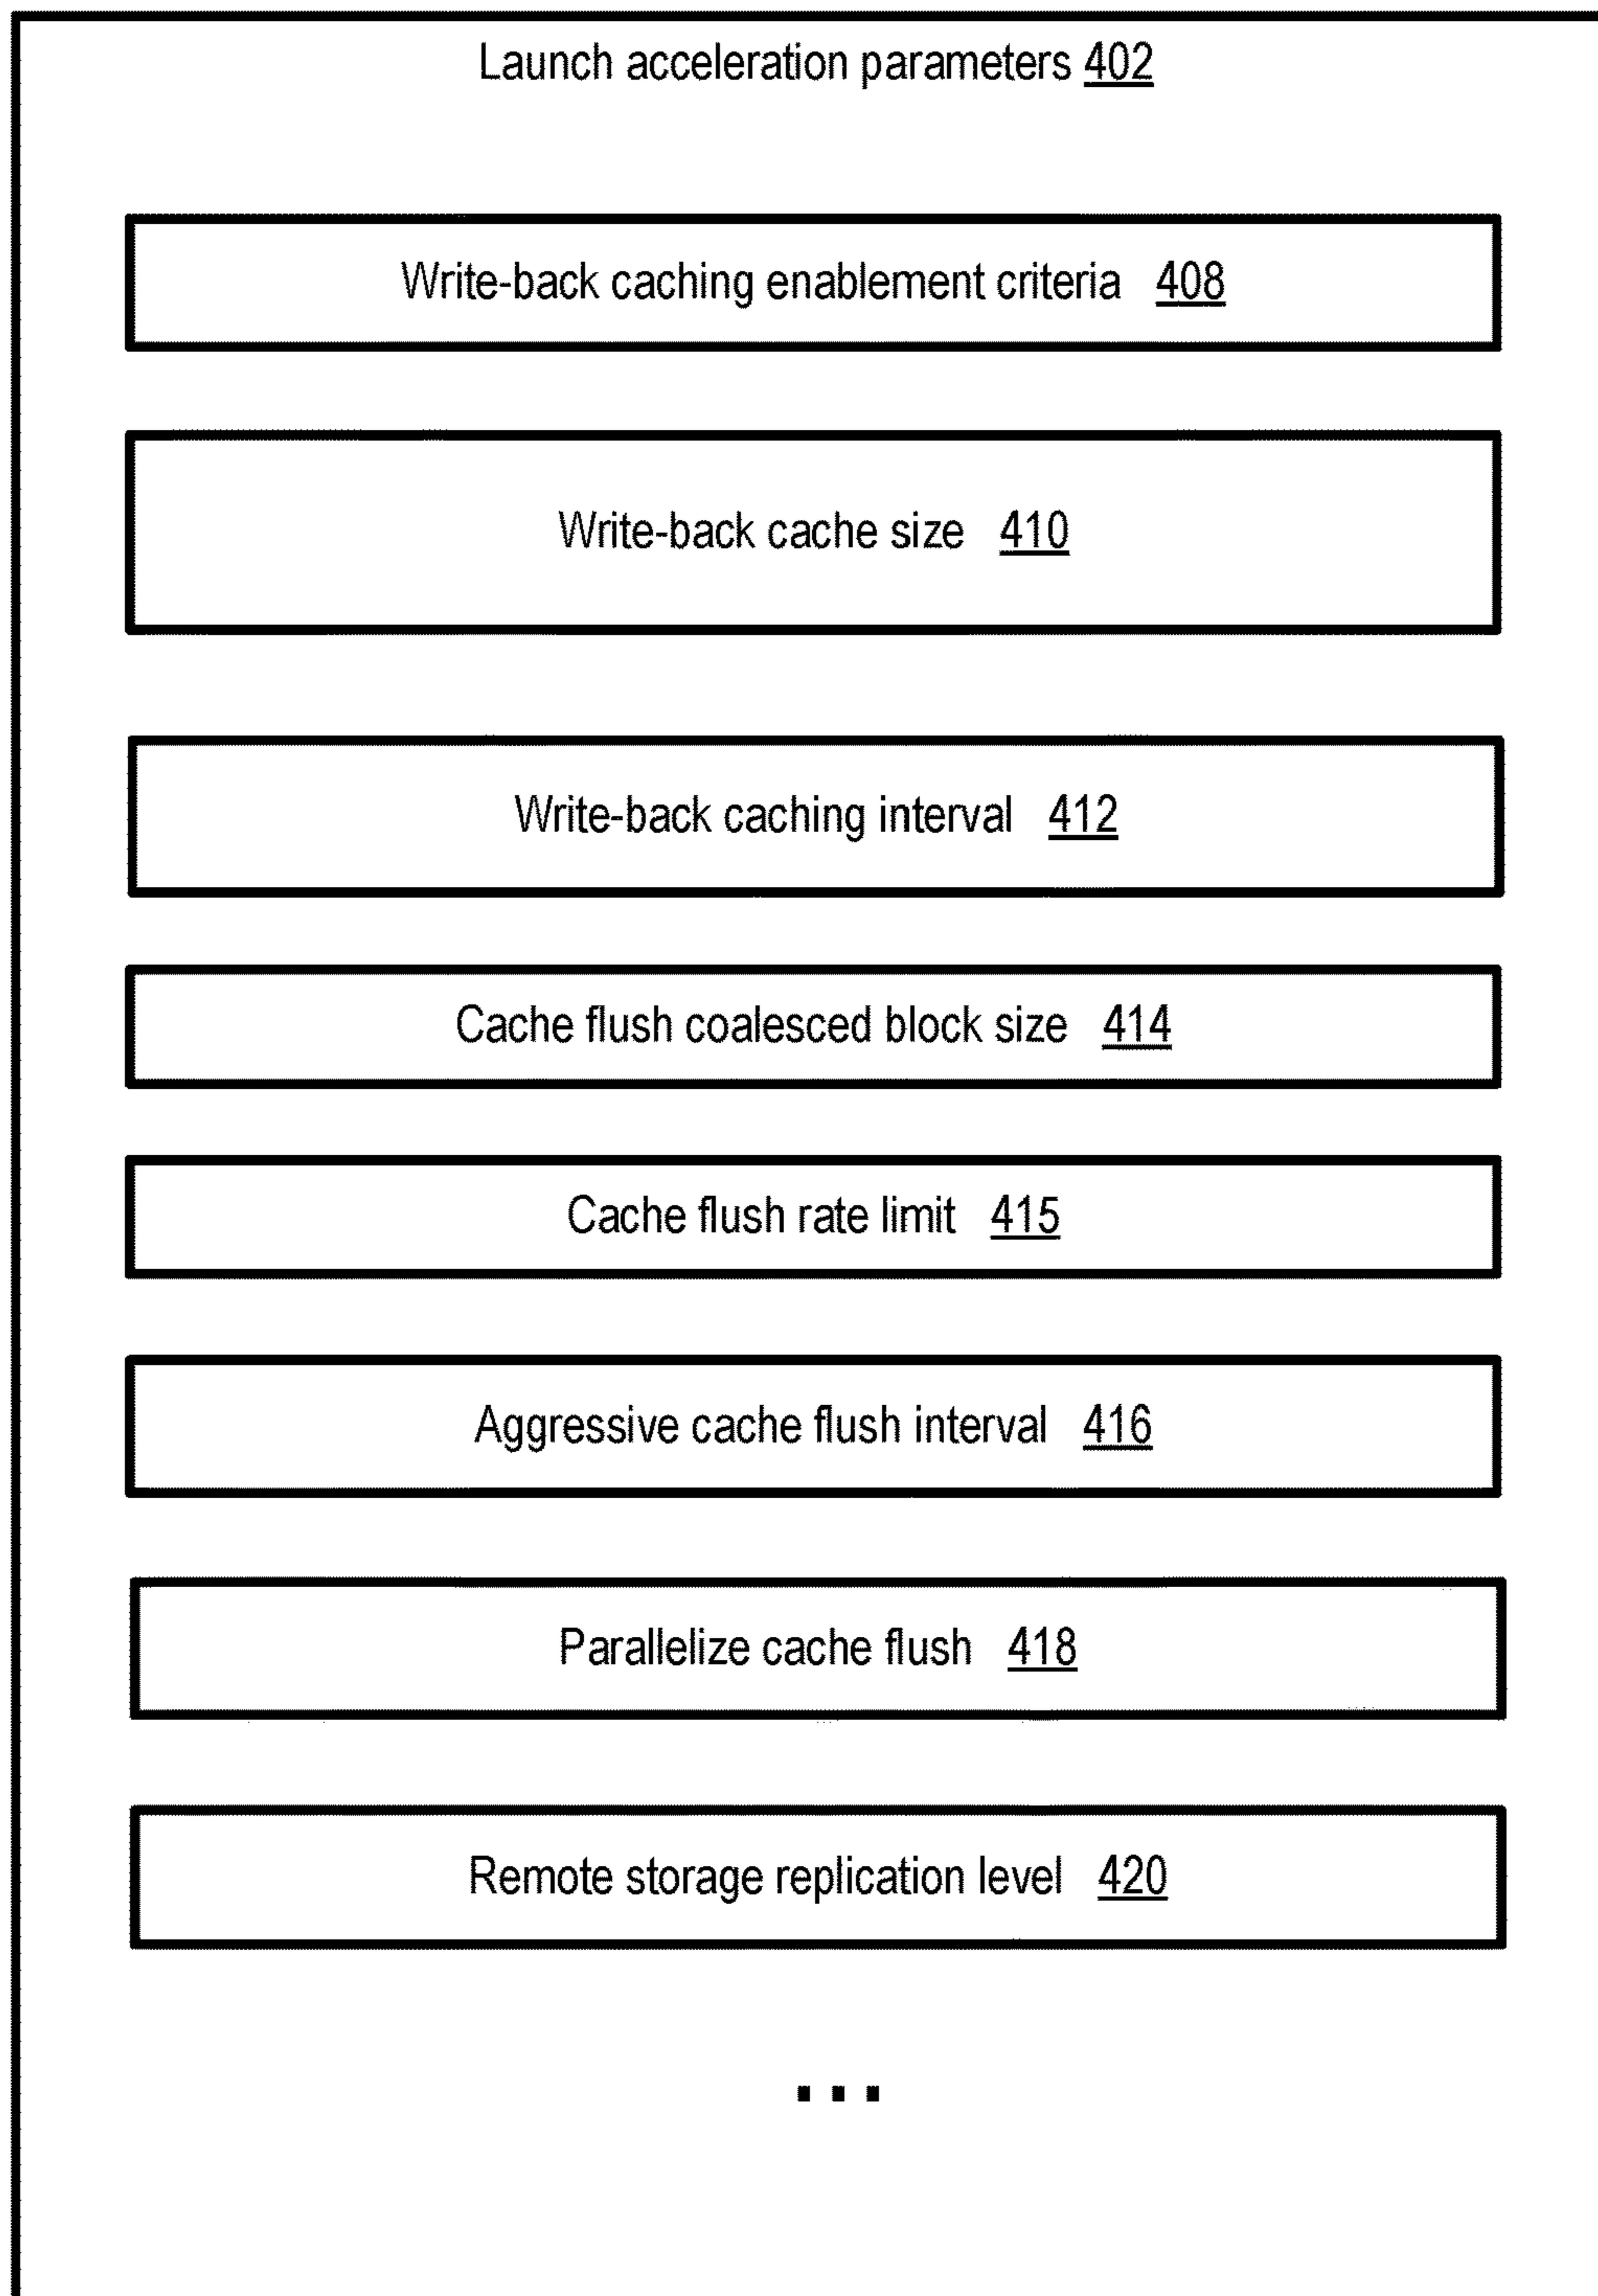 Launch acceleration parameters 402
Write-back caching enablement criteria 408
Write-back cache size 410
Write-back caching interval 412
Cache flush coalesced block size 414
Cache flush rate limit 415
Aggressive cache flush interval 416
Parallelize cache flush 418
Remote storage replication level 420
...